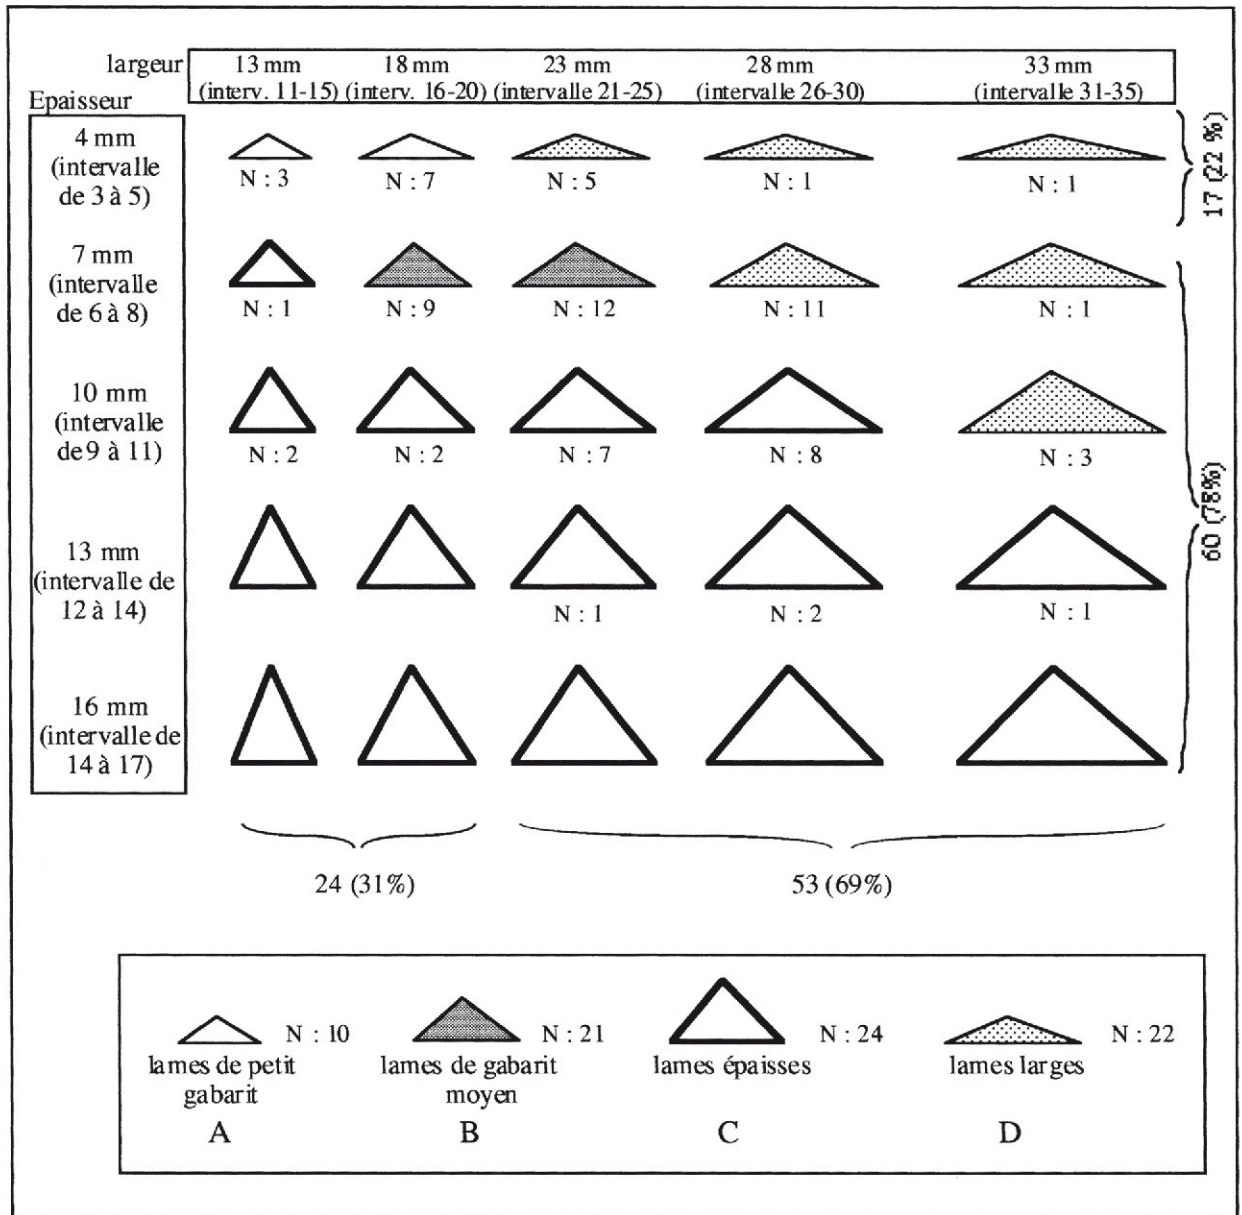 largeur
13 mm 18 mm 23 mm 28 mm 33 mm
(interv. 11-15) (interv. 16-20) (intervalle 21-25) (intervalle 26-30) (intervalle 31-35)
Epaisseur
4 mm
(intervalle
de 3 à 5)
N : 3 N : 7 N : 5 N : 1 N : 1
17 (22 %)
7 mm
(intervalle
de 6 à 8)
N : 1 N : 9 N : 12 N : 11 N : 1
10 mm
(intervalle
de 9 à 11)
N : 2 N : 2 N : 7 N : 8 N : 3
60 (78%)
13 mm
(intervalle de
12 à 14)
N : 1 N : 2 N : 1
16 mm
(intervalle de
14 à 17)
24 (31%) 53 (69%)
N : 10 N : 21 N : 24 N : 22
lames de petit
gabarit
A
lames de gabarit
moyen
B
lames épaisses
C
lames larges
D